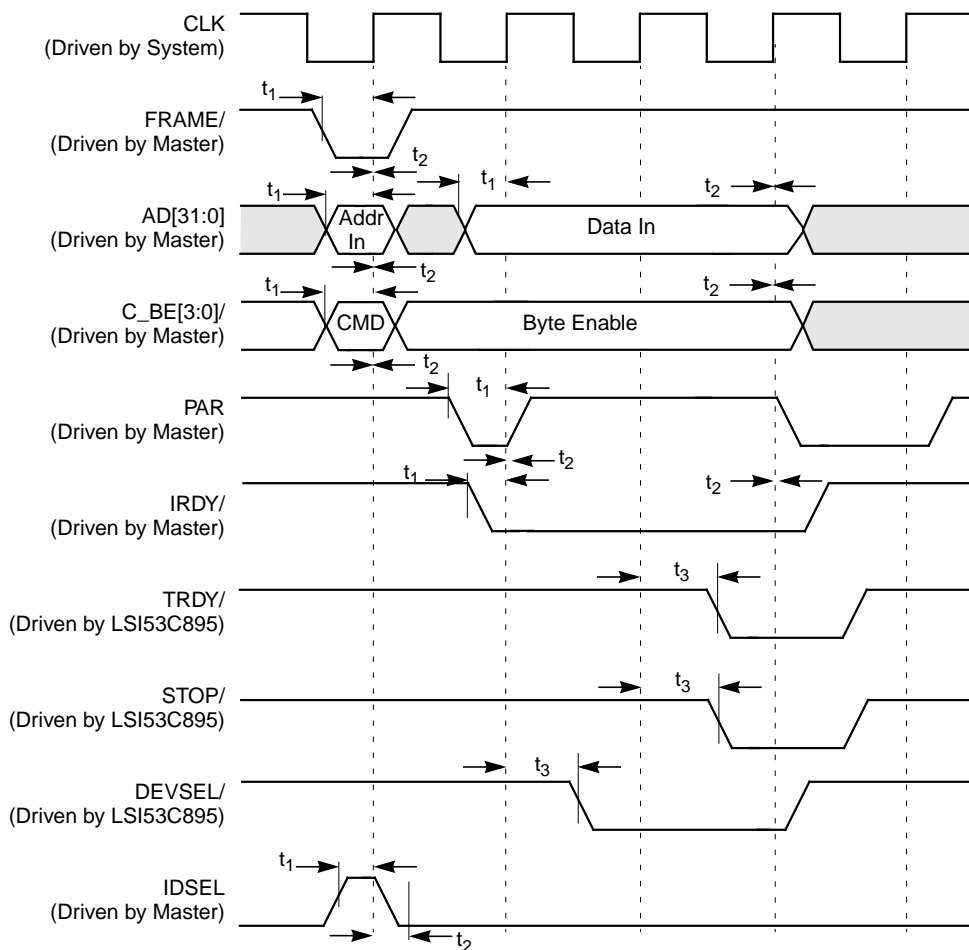 CLK
(Driven by System)
t1
FRAME/
(Driven by Master)
t2
t1
t1
t2
AD[31:0]
(Driven by Master)
Addr
In
Data In
t2
t1
t2
C_BE[3:0]/
(Driven by Master)
CMD
Byte Enable
t2
t1
PAR
(Driven by Master)
t2
t1
t2
IRDY/
(Driven by Master)
t3
TRDY/
(Driven by LSI53C895)
t3
STOP/
(Driven by LSI53C895)
t3
DEVSEL/
(Driven by LSI53C895)
t1
IDSEL
(Driven by Master)
t2